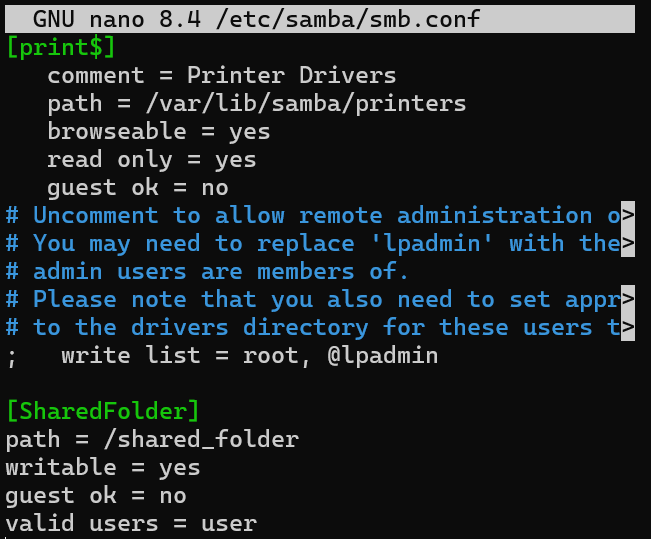 GNU nano 8.4 /etc/samba/smb.conf
[print$]
   comment = Printer Drivers
   path = /var/lib/samba/printers
   browseable = yes
   read only = yes
   guest ok = no
# Uncomment to allow remote administration o>
# You may need to replace 'lpadmin' with the>
# admin users are members of.
# Please note that you also need to set appr>
# to the drivers directory for these users t>
;   write list = root, @lpadmin

[SharedFolder]
path = /shared_folder
writable = yes
guest ok = no
valid users = user